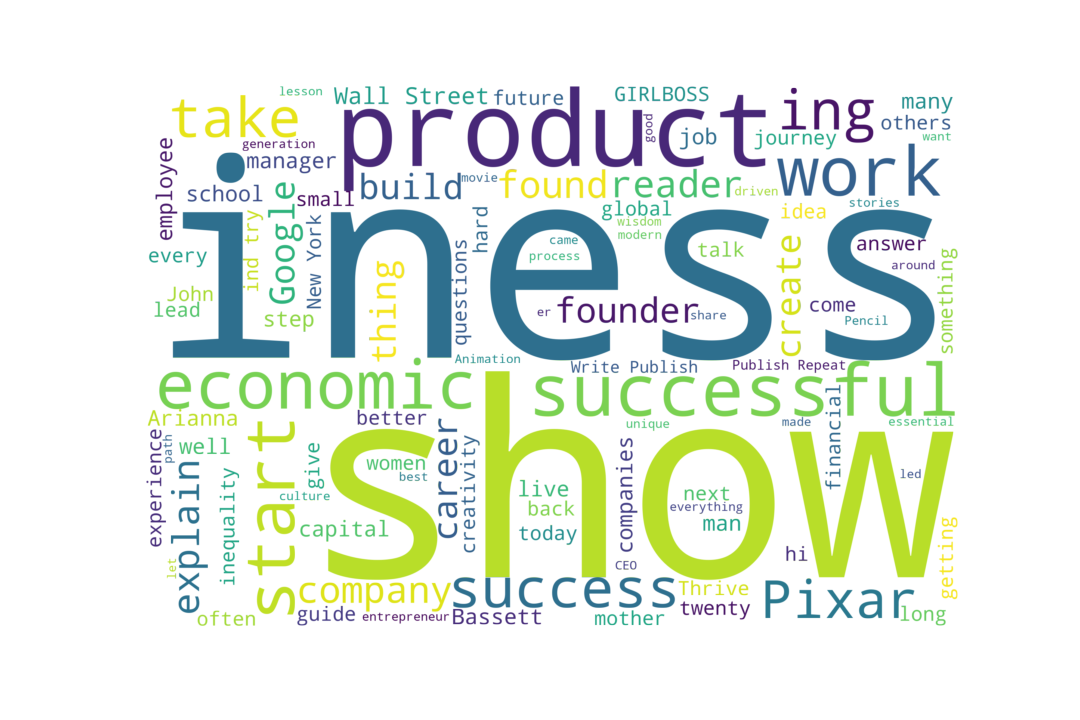 lesson
Wall Street
future
GIRLBOSS
many
take
product
ing
others
good
job
journey
want
employee
generation
manager
work
school
small
build
movie
found
reader
driven
global
idea
stories
every
ind try
Google
New York
iness
questions
hard
came
process
wisdom
modern
talk
create
answer
around
something
John
lead
step
thing
er
founder
share
come
Pencil
Animation
Write Publish
Publish Repeat
economic
successful
Arianna
better
unique
made
financial
essential
experience
path
well
start
give
show
women
best
career
creativity
companies
live
back
today
next
everything
man
led
explain
inequality
culture
capital
hi
getting
let
CEO
company
success
Thrive
twenty
Pixar
long
often
guide
entrepreneur
Bassett
mother